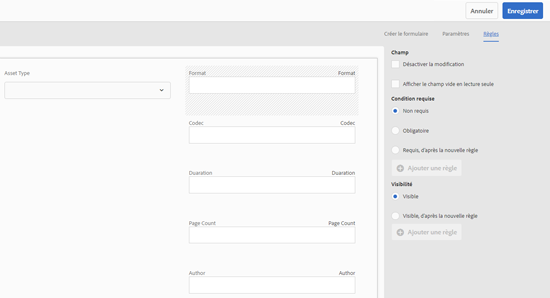 Annuler Enregistrer
Créer le formulaire Paramètres Règles
Asset Type
Format Format
Codec Codec
Duaration Duaration
Page Count Page Count
Author Author
Champ
Désactiver la modification
Afficher le champ vide en lecture seule
Condition requise
Non requis
Obligatoire
Requis, d'après la nouvelle règle
Ajouter une règle
Visibilité
Visible
Visible, d'après la nouvelle règle
Ajouter une règle